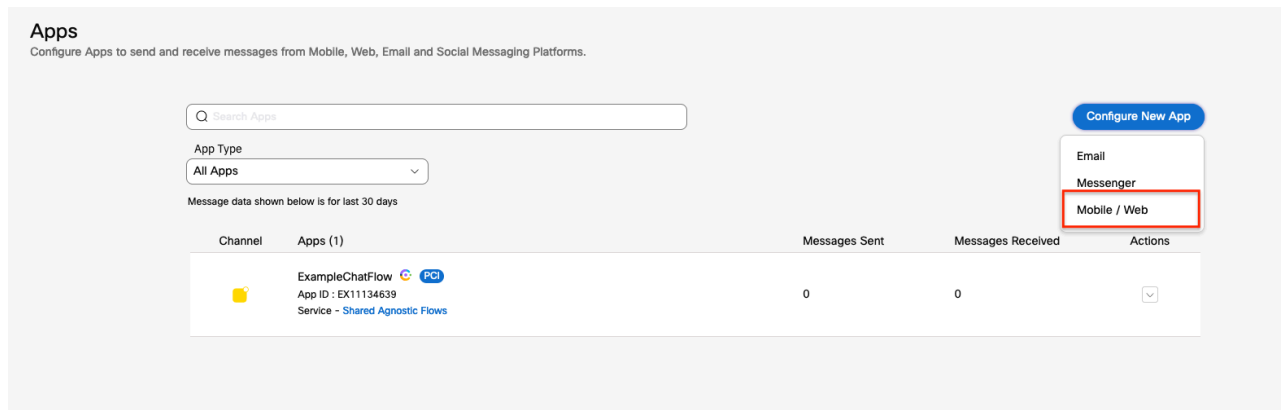 Apps
Configure Apps to send and receive messages from Mobile, Web, Email and Social Messaging Platforms.
Search Apps
Configure New App
App Type
All Apps
Email
Messenger
Mobile / Web
Message data shown below is for last 30 days
Channel Apps (1) Messages Sent Messages Received Actions
ExampleChatFlow PCI
App ID : EX11134639 0 0
Service - Shared Agnostic Flows